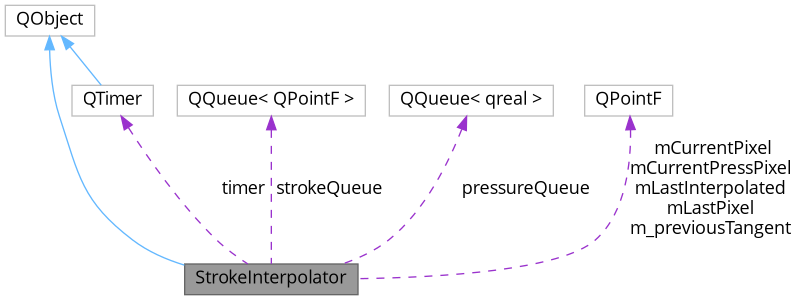 QObject
QTimer
QQueue< QPointF >
QQueue< qreal >
QPointF
timer
strokeQueue
pressureQueue
mCurrentPixel
mCurrentPressPixel
mLastInterpolated
mLastPixel
m_previousTangent
StrokeInterpolator